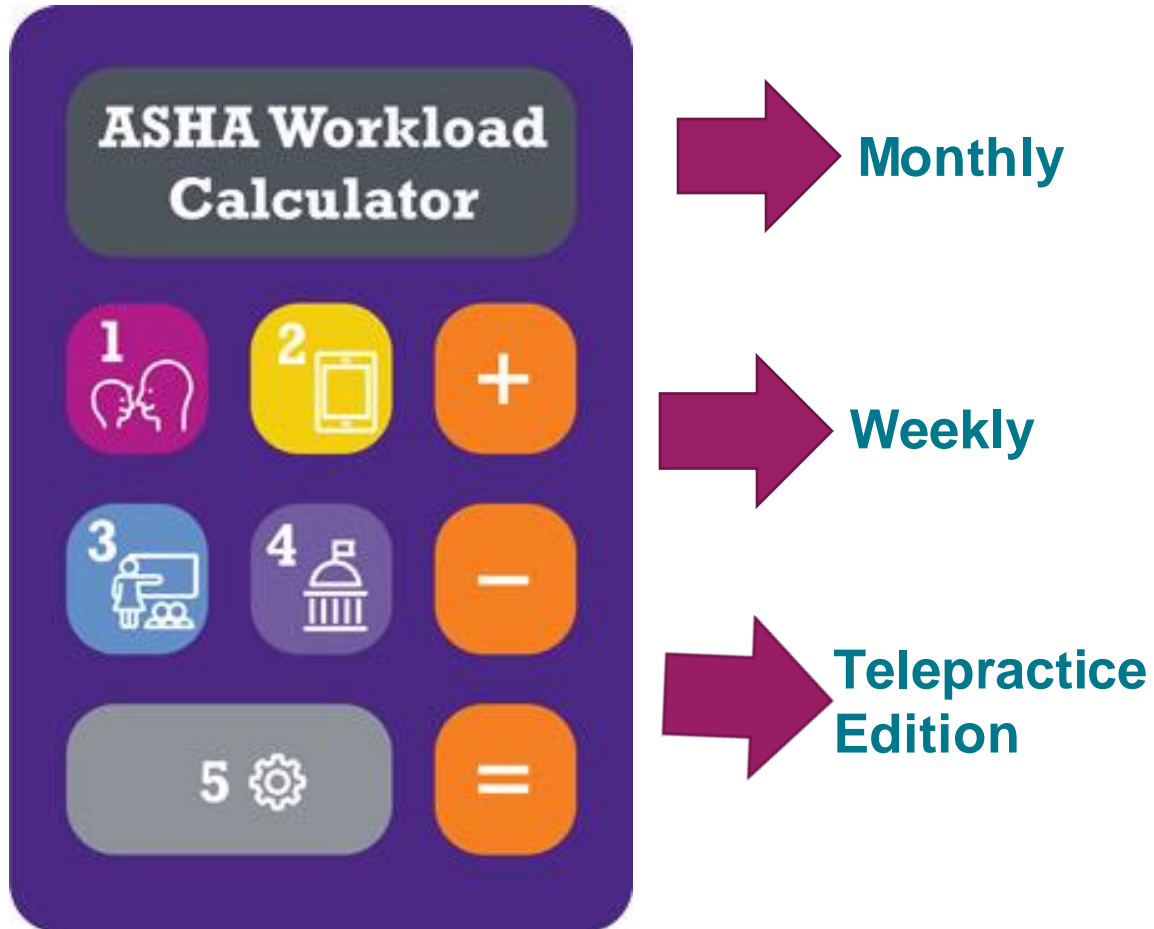 ASHA Workload
Calculator
1
2
+
3
4
−
5
=
Monthly
Weekly
Telepractice
Edition